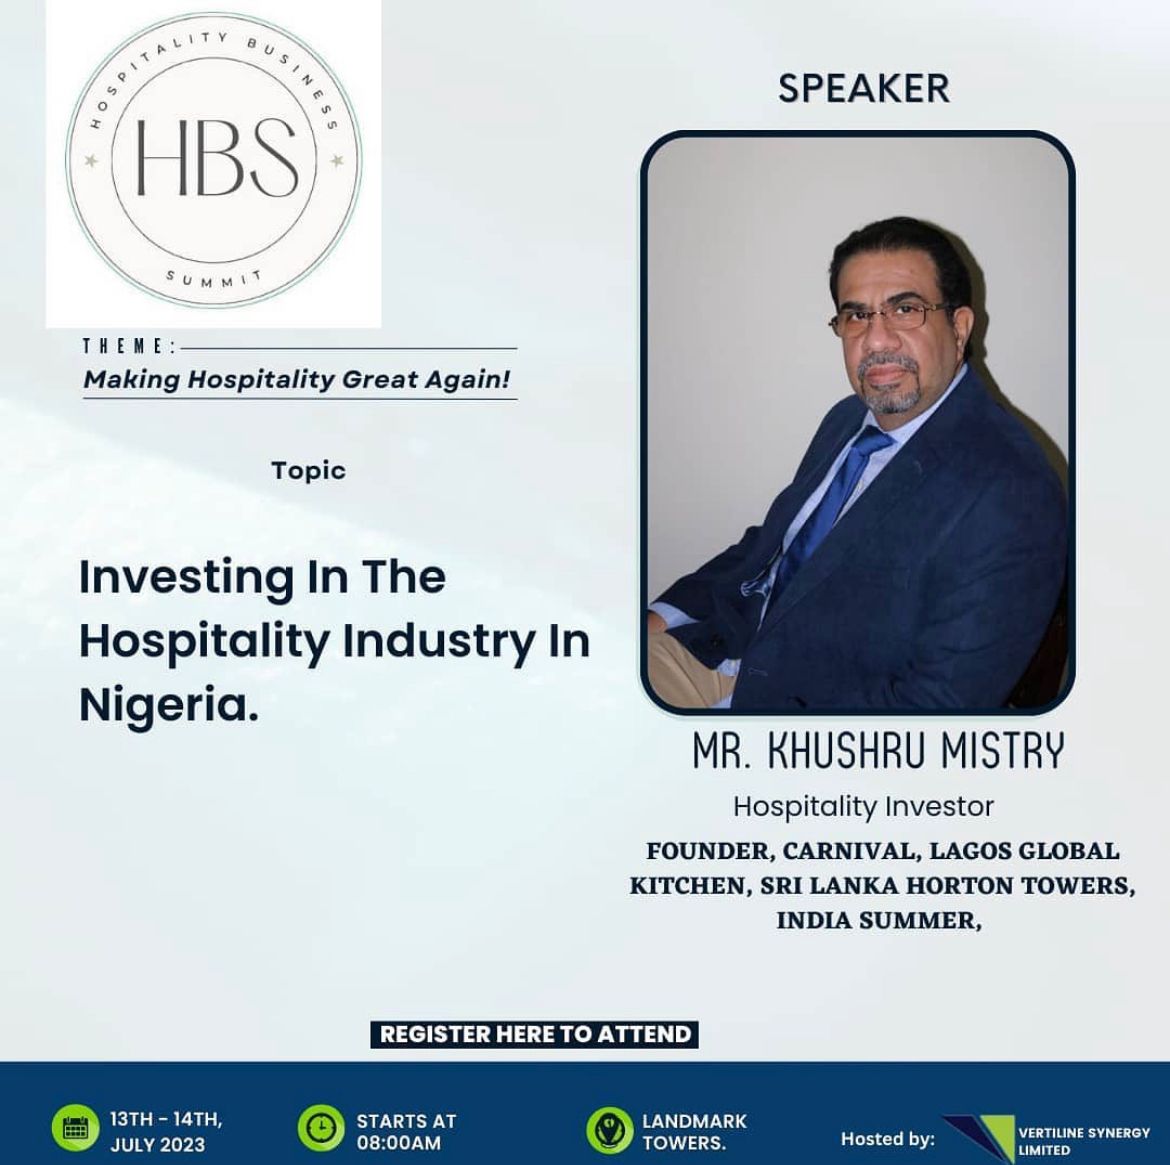 HOSPITALITY BUSINESS
HBS
SUMMIT
THEME:
Making Hospitality Great Again!
Topic
Investing In The
Hospitality Industry In
Nigeria.
SPEAKER
MR. KHUSHRU MISTRY
Hospitality Investor
FOUNDER, CARNIVAL, LAGOS GLOBAL
KITCHEN, SRI LANKA HORTON TOWERS,
INDIA SUMMER,
REGISTER HERE TO ATTEND
13TH - 14TH,
JULY 2023
STARTS AT
08:00AM
LANDMARK
TOWERS.
Hosted by:
VERTILINE SYNERGY
LIMITED